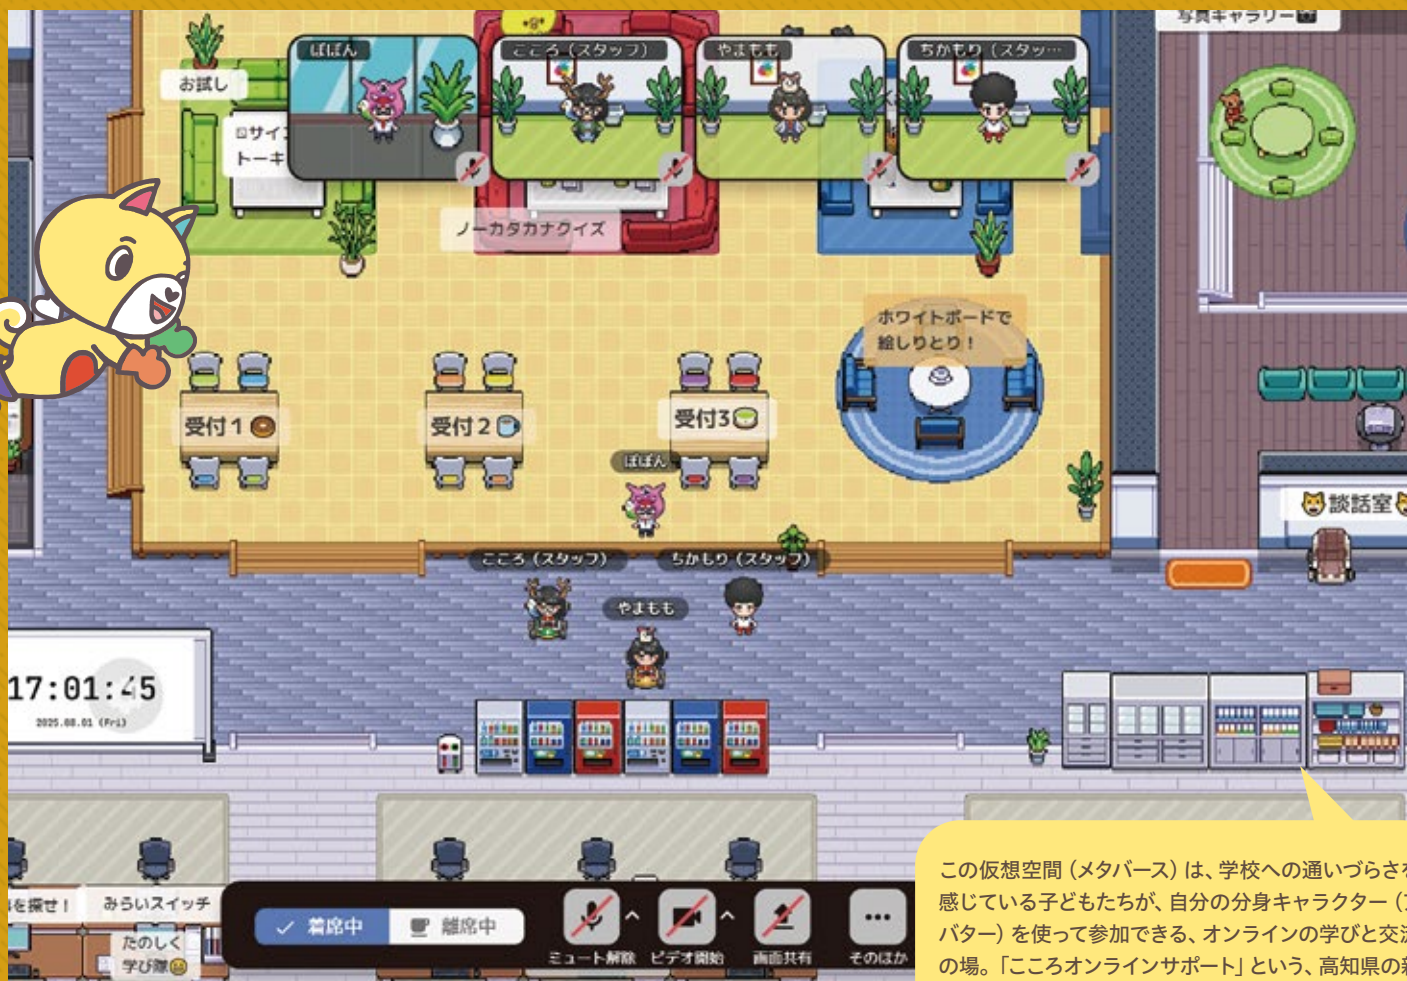 写真ギャラリー
お試し
ぽぽん
こころ（スタッフ）
やまもも
ちかもり（スタッ…
トーキ
ノーカタカナクイズ
ホワイトボードで
絵しりとり！
受付1
受付2
受付3
ぽぽん
こころ（スタッフ）
ちかもり（スタッフ）
やまもも
談話室
17:01:45
2025.08.01 (Fri)
を探せ！
みらいスイッチ
たのしく
学び隊
着席中
離席中
ミュート解除
ビデオ開始
画面共有
そのほか
この仮想空間（メタバース）は、学校への通いづらさを
感じている子どもたちが、自分の分身キャラクター（ア
バター）を使って参加できる、オンラインの学びと交流
の場。「こころオンラインサポート」という、高知県の新